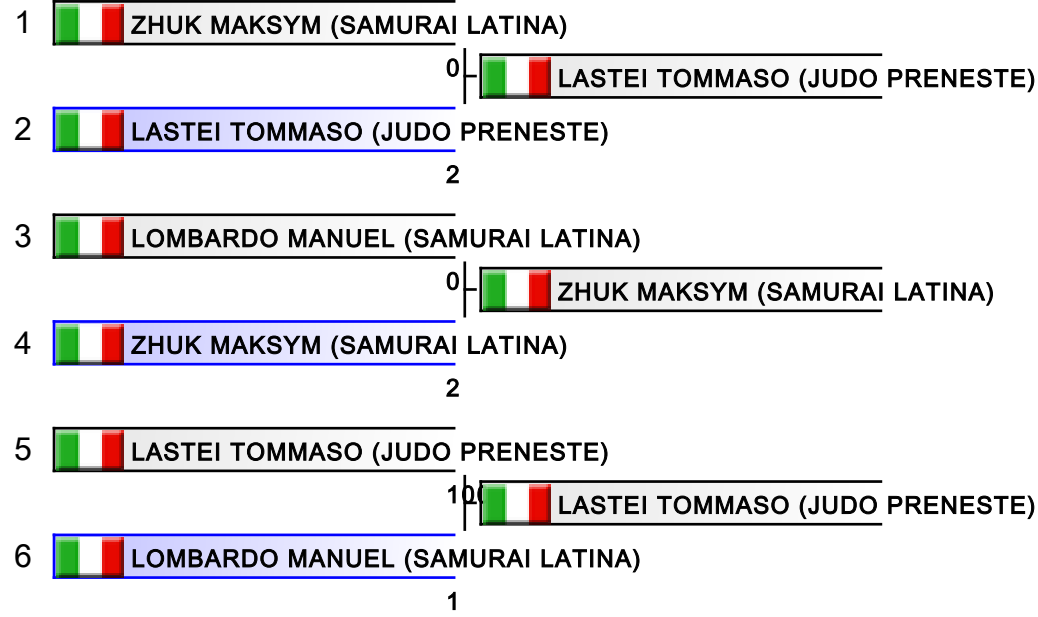 1 ZHUK MAKSYM (SAMURAI LATINA)
0 LASTEI TOMMASO (JUDO PRENESTE)
2 LASTEI TOMMASO (JUDO PRENESTE)
2
3 LOMBARDO MANUEL (SAMURAI LATINA)
0 ZHUK MAKSYM (SAMURAI LATINA)
4 ZHUK MAKSYM (SAMURAI LATINA)
2
5 LASTEI TOMMASO (JUDO PRENESTE)
LASTEI TOMMASO (JUDO PRENESTE)
6 LOMBARDO MANUEL (SAMURAI LATINA)
1